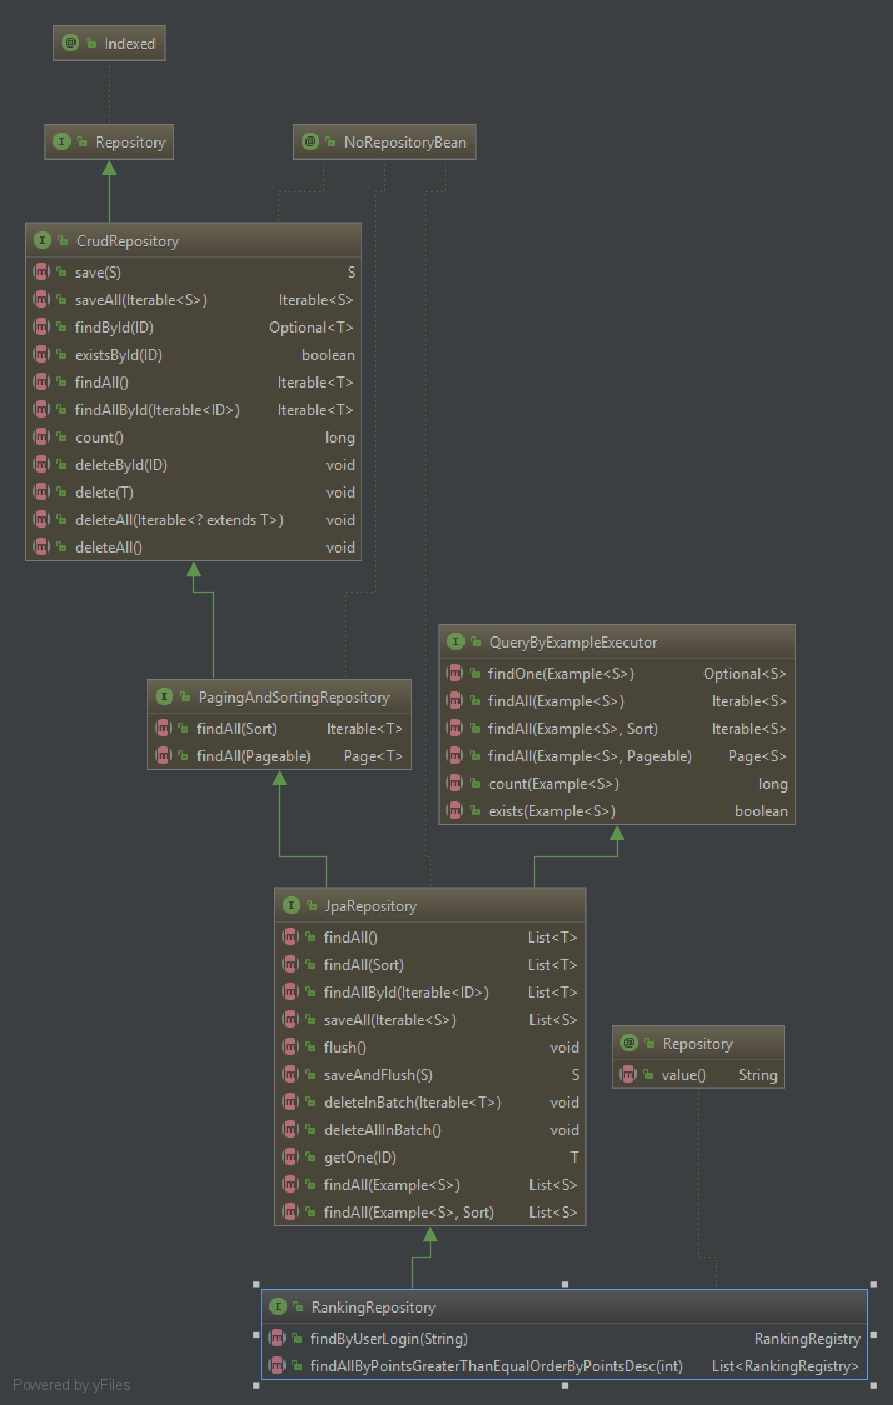 Indexed
Repository
NoRepositoryBean
CrudRepository
save(S) S
saveAll(Iterable<S>) Iterable<S>
findById(ID) Optional<T>
existsById(ID) boolean
findAll() Iterable<T>
findAllById(Iterable<ID>) Iterable<T>
count() long
deleteById(ID) void
delete(T) void
deleteAll(Iterable<? extends T>) void
deleteAll() void
QueryByExampleExecutor
findOne(Example<S>) Optional<S>
findAll(Example<S>) Iterable<S>
findAll(Example<S>, Sort) Iterable<S>
findAll(Example<S>, Pageable) Page<S>
count(Example<S>) long
exists(Example<S>) boolean
PagingAndSortingRepository
findAll(Sort) Iterable<T>
findAll(Pageable) Page<T>
JpaRepository
findAll() List<T>
findAll(Sort) List<T>
findAllById(Iterable<ID>) List<T>
saveAll(Iterable<S>) List<S>
flush() void
saveAndFlush(S) S
deleteInBatch(Iterable<T>) void
deleteAllInBatch() void
getOne(ID) T
findAll(Example<S>) List<S>
findAll(Example<S>, Sort) List<S>
Repository
value() String
RankingRepository
findByUserLogin(String) RankingRegistry
findAllByPointsGreaterThanEqualOrderByPointsDesc(int) List<RankingRegistry>
Powered by yFiles